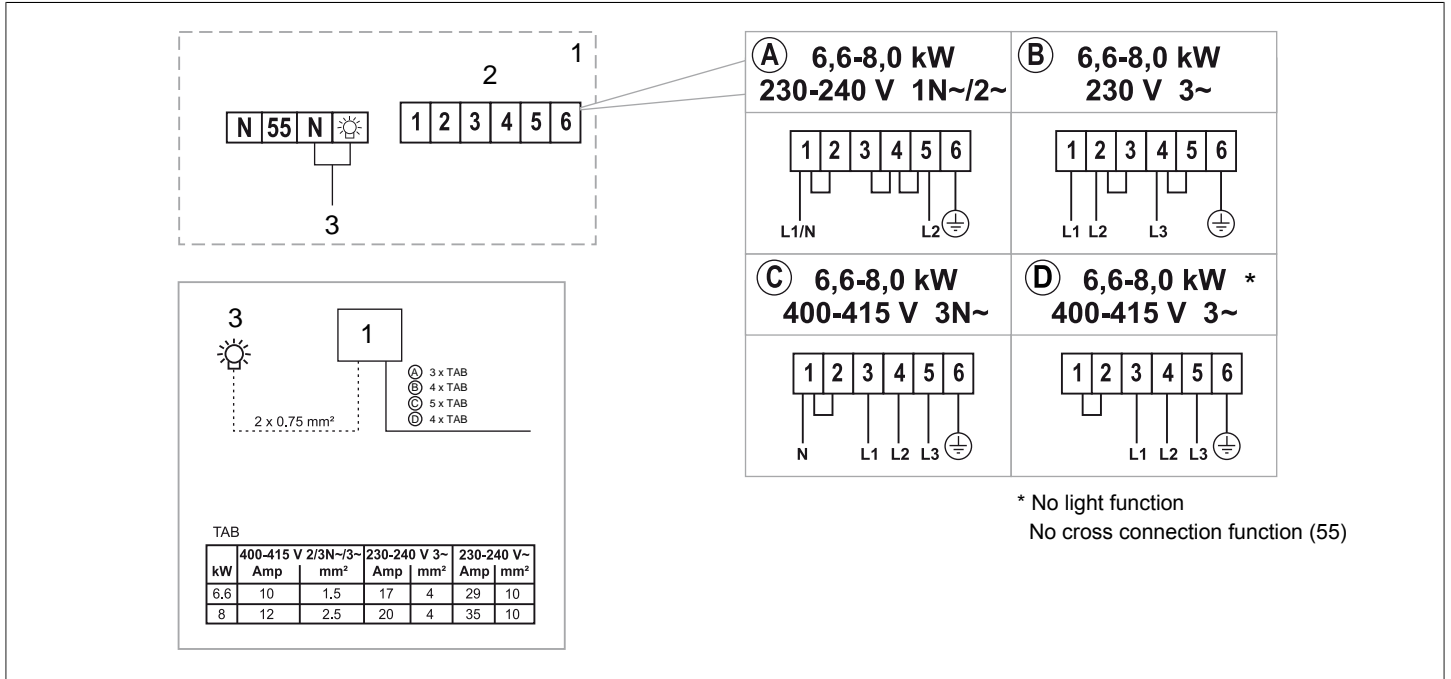 1
2
N 55 N
1 2 3 4 5 6
3
3
1
A 3 x TAB
B 4 x TAB
C 5 x TAB
D 4 x TAB
2 x 0.75 mm²
TAB
400-415 V 2/3N~/3~ 230-240 V 3~ 230-240 V~
kW Amp mm² Amp mm² Amp mm²
6.6 10 1.5 17 4 29 10
8 12 2.5 20 4 35 10
A 6,6-8,0 kW
230-240 V 1N~/2~
1 2 3 4 5 6
L1/N L2
B 6,6-8,0 kW
230 V 3~
1 2 3 4 5 6
L1 L2 L3
C 6,6-8,0 kW
400-415 V 3N~
1 2 3 4 5 6
N L1 L2 L3
D 6,6-8,0 kW *
400-415 V 3~
1 2 3 4 5 6
L1 L2 L3
* No light function
No cross connection function (55)